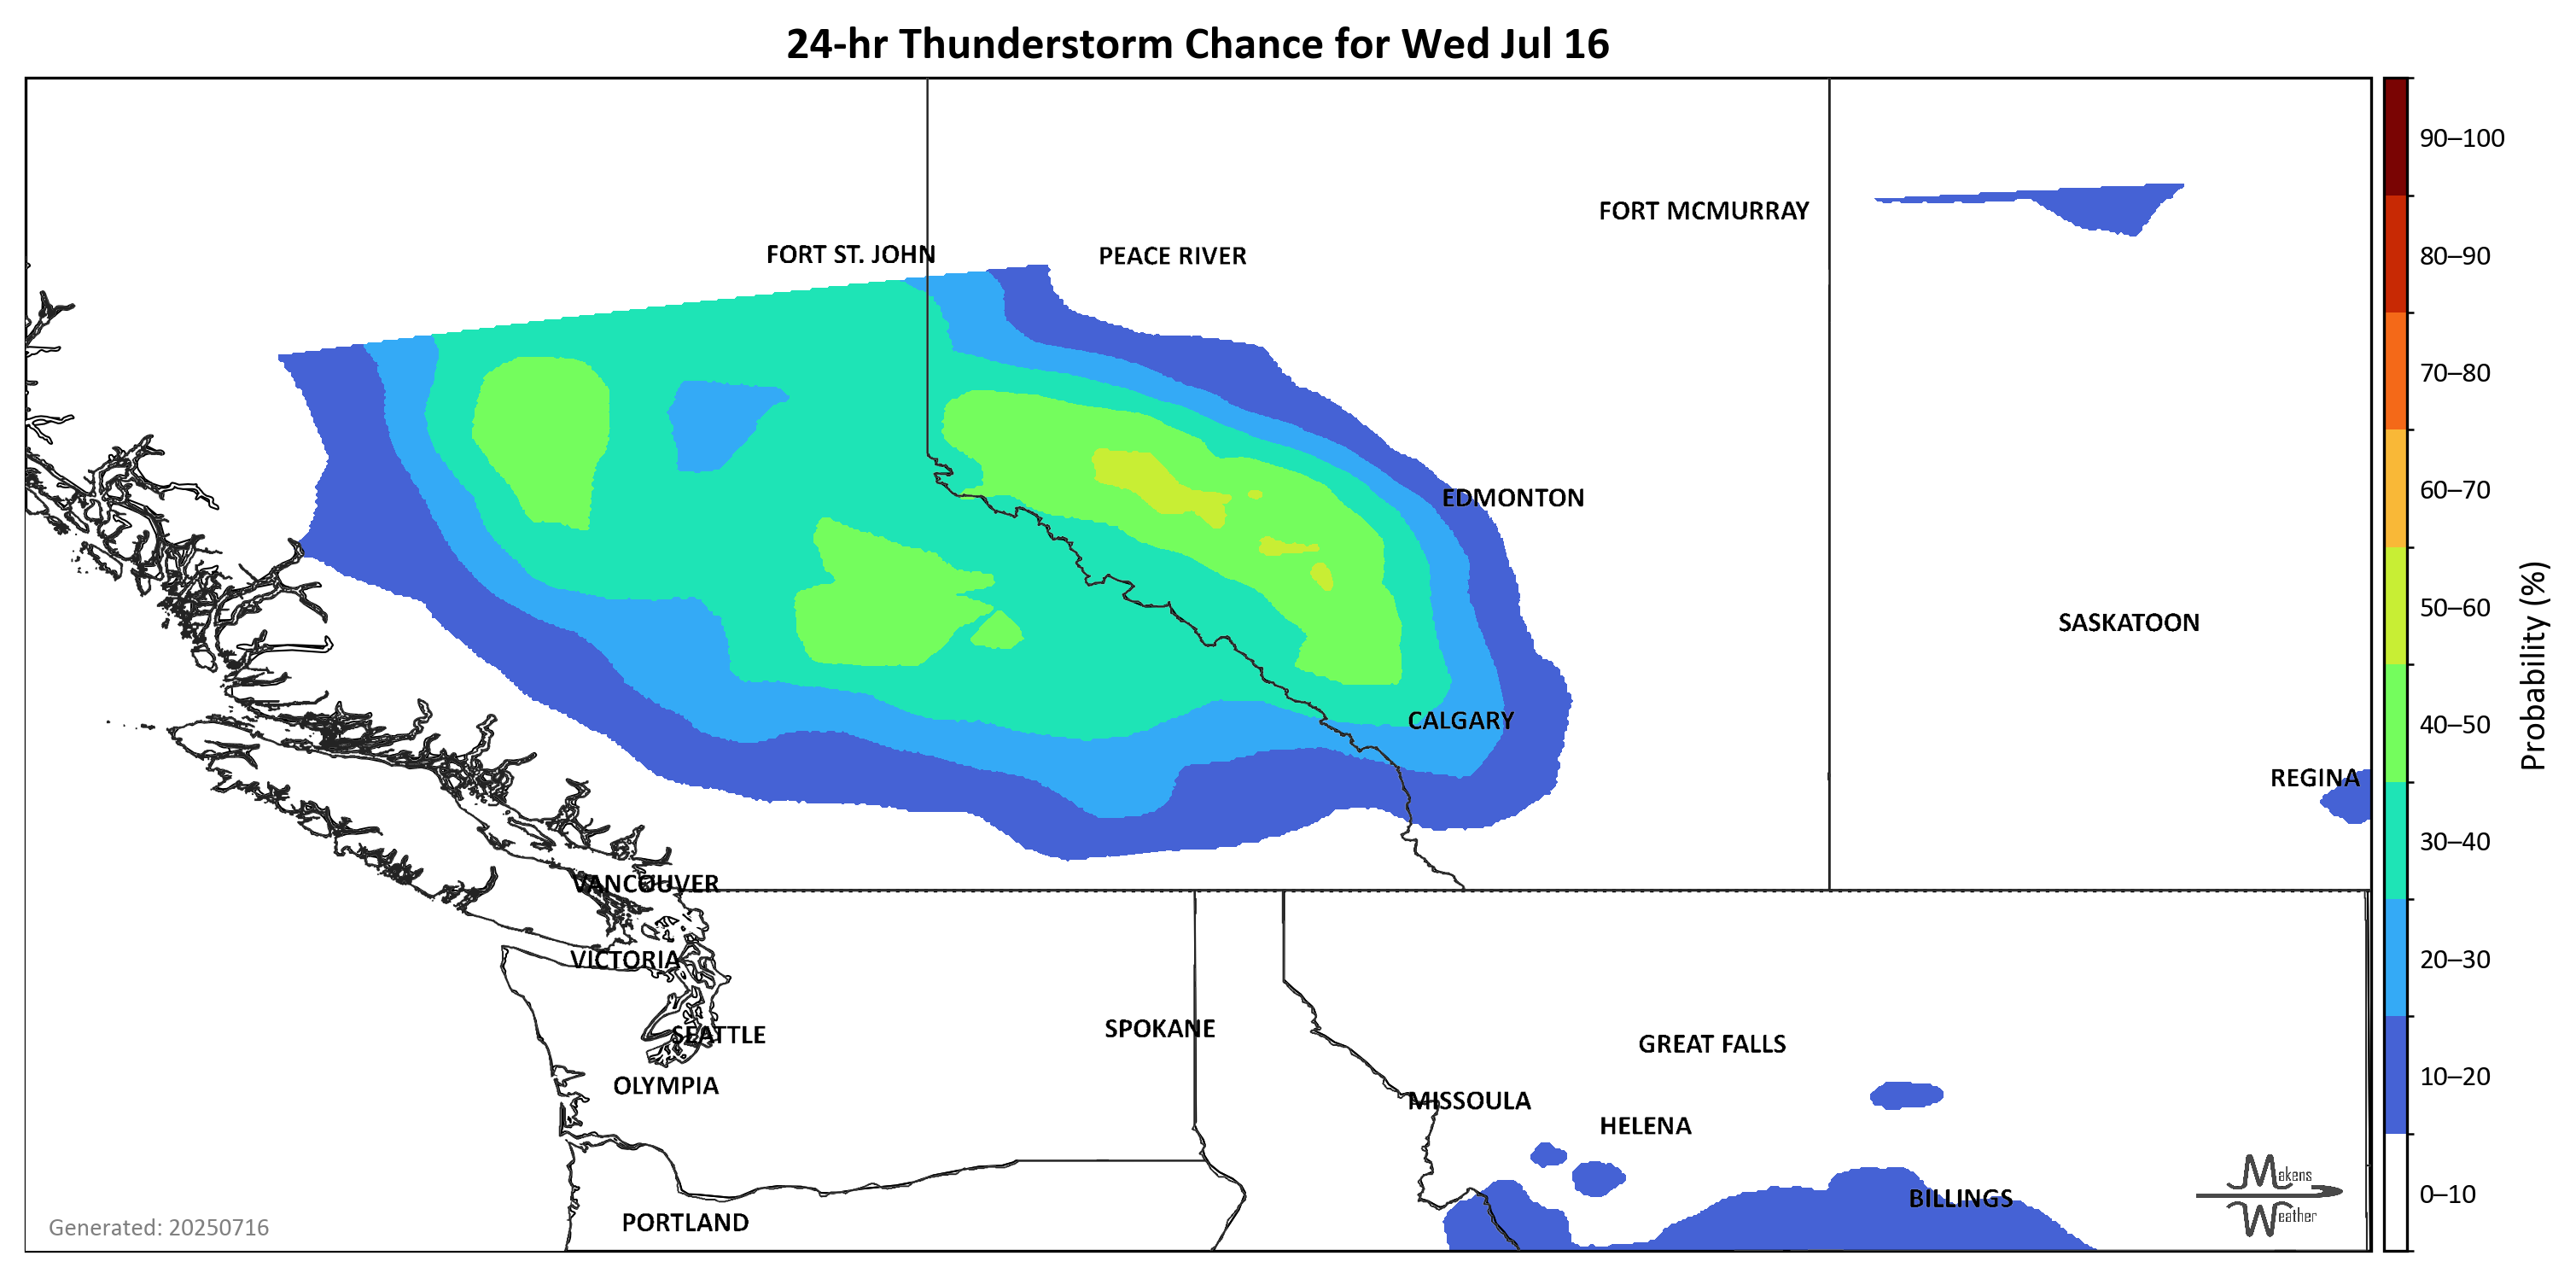 24-hr Thunderstorm Chance for Wed Jul 16
90–100
FORT MCMURRAY
FORT ST. JOHN
PEACE RIVER
80–90
70–80
60–70
EDMONTON
50–60
SASKATOON
Probability (%)
CALGARY
40–50
REGINA
30–40
VANCOUVER
20–30
VICTORIA
SEATTLE
SPOKANE
GREAT FALLS
10–20
OLYMPIA
MISSOULA
HELENA
Makens
Weather
0–10
BILLINGS
PORTLAND
Generated: 20250716